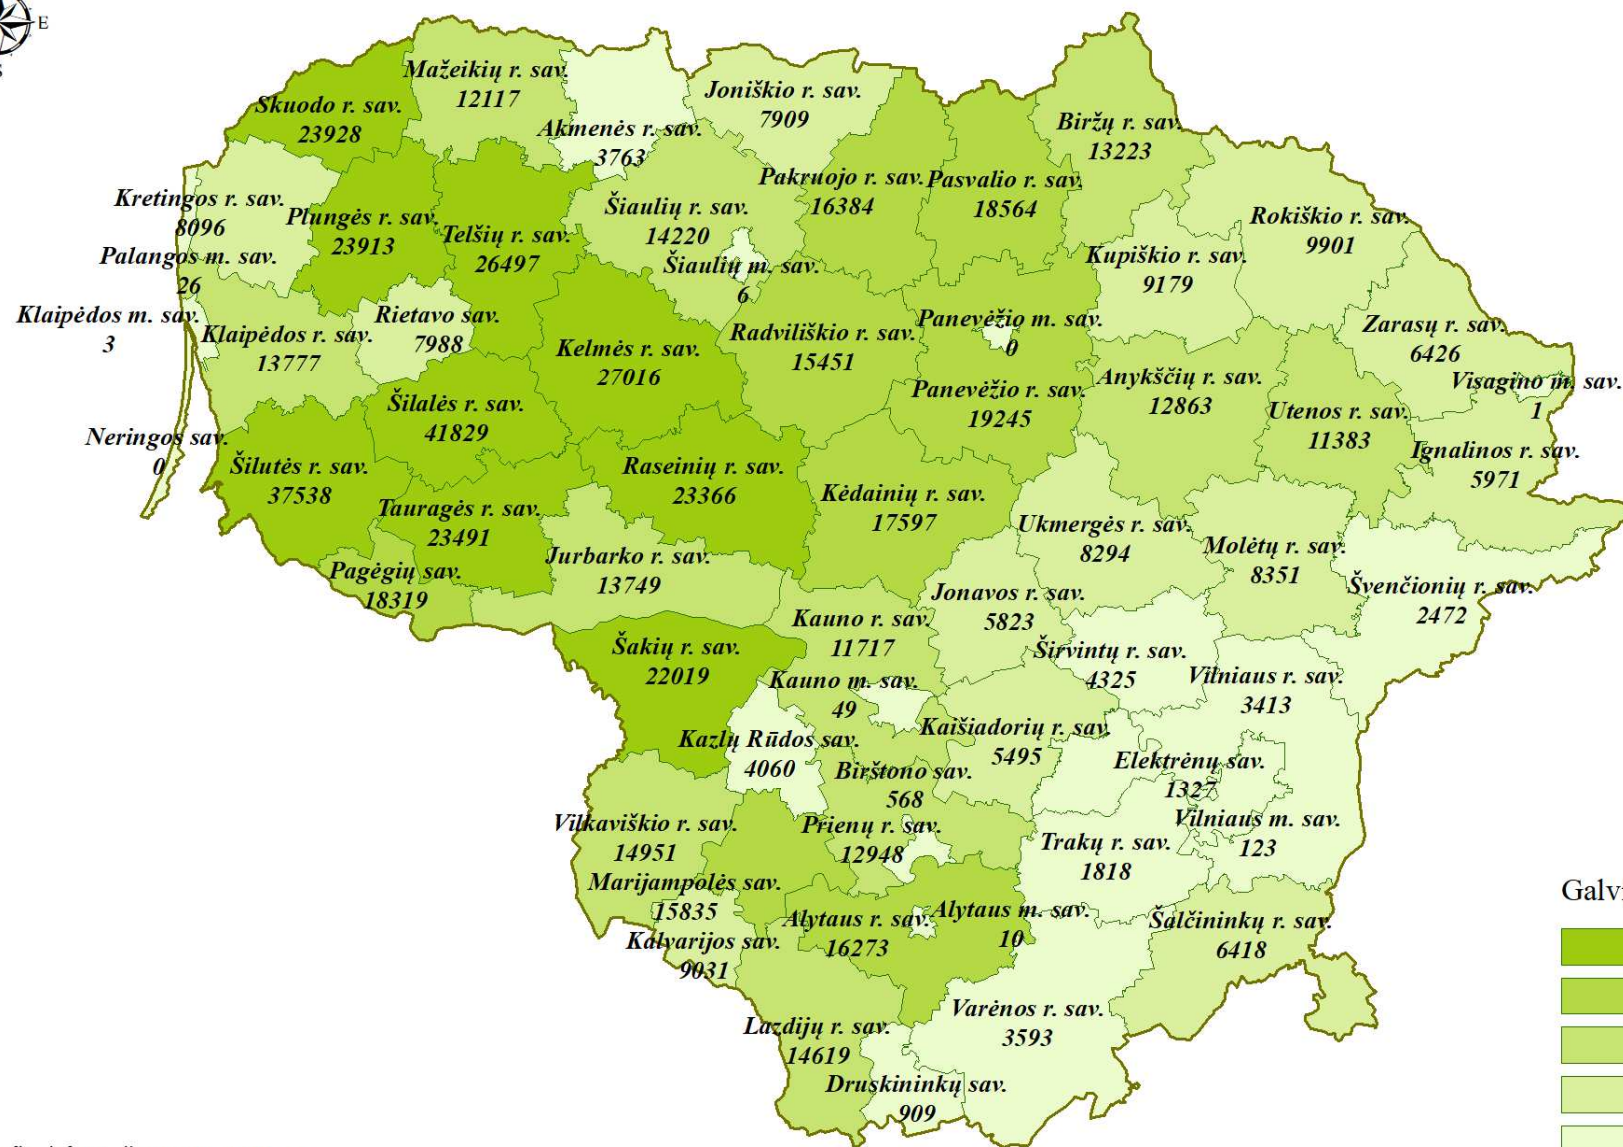 E
Mažeikių r. sav.
12117
Skuodo r. sav.
23928
Joniškio r. sav.
7909
Akmenės r. sav.
3763
Biržų r. sav.
13223
Pakruojo r. sav.
16384
Pasvalio r. sav.
18564
Kretingos r. sav.
8096
Plungės r. sav.
23913
Telšių r. sav.
26497
Šiaulių r. sav.
14220
Šiaulių m. sav.
6
Rokiškio r. sav.
9901
Kupiškio r. sav.
9179
Palangos m. sav.
26
Klaipėdos m. sav.
3
Klaipėdos r. sav.
13777
Rietavo sav.
7988
Kelmės r. sav.
27016
Radviliškio r. sav.
15451
Panevėžio m. sav.
0
Panevėžio r. sav.
19245
Zarasų r. sav.
6426
Visagino m. sav.
1
Anykščių r. sav.
12863
Utenos r. sav.
11383
Ignalinos r. sav.
5971
Šilalės r. sav.
41829
Neringos sav.
0
Šilutės r. sav.
37538
Raseinių r. sav.
23366
Kėdainių r. sav.
17597
Tauragės r. sav.
23491
Ukmergės r. sav.
8294
Molėtų r. sav.
8351
Jurbarko r. sav.
13749
Pagėgių sav.
18319
Švenčionių r. sav.
2472
Jonavos r. sav.
5823
Kauno r. sav.
11717
Šakių r. sav.
22019
Širvintų r. sav.
4325
Vilniaus r. sav.
3413
Kauno m. sav.
49
Kaišiadorių r. sav.
5495
Kazlų Rūdos sav.
4060
Birštono sav.
568
Elektrėnų sav.
1327
Vilkaviškio r. sav.
14951
Prienų r. sav.
12948
Vilniaus m. sav.
123
Trakų r. sav.
1818
Marijampolės sav.
15835
Galv
Alytaus r. sav.
16273
Alytaus m. sav.
10
Šalčininkų r. sav.
6418
Kalvarijos sav.
9031
Varėnos r. sav.
3593
Lazdijų r. sav.
14619
Druskininkų sav.
909